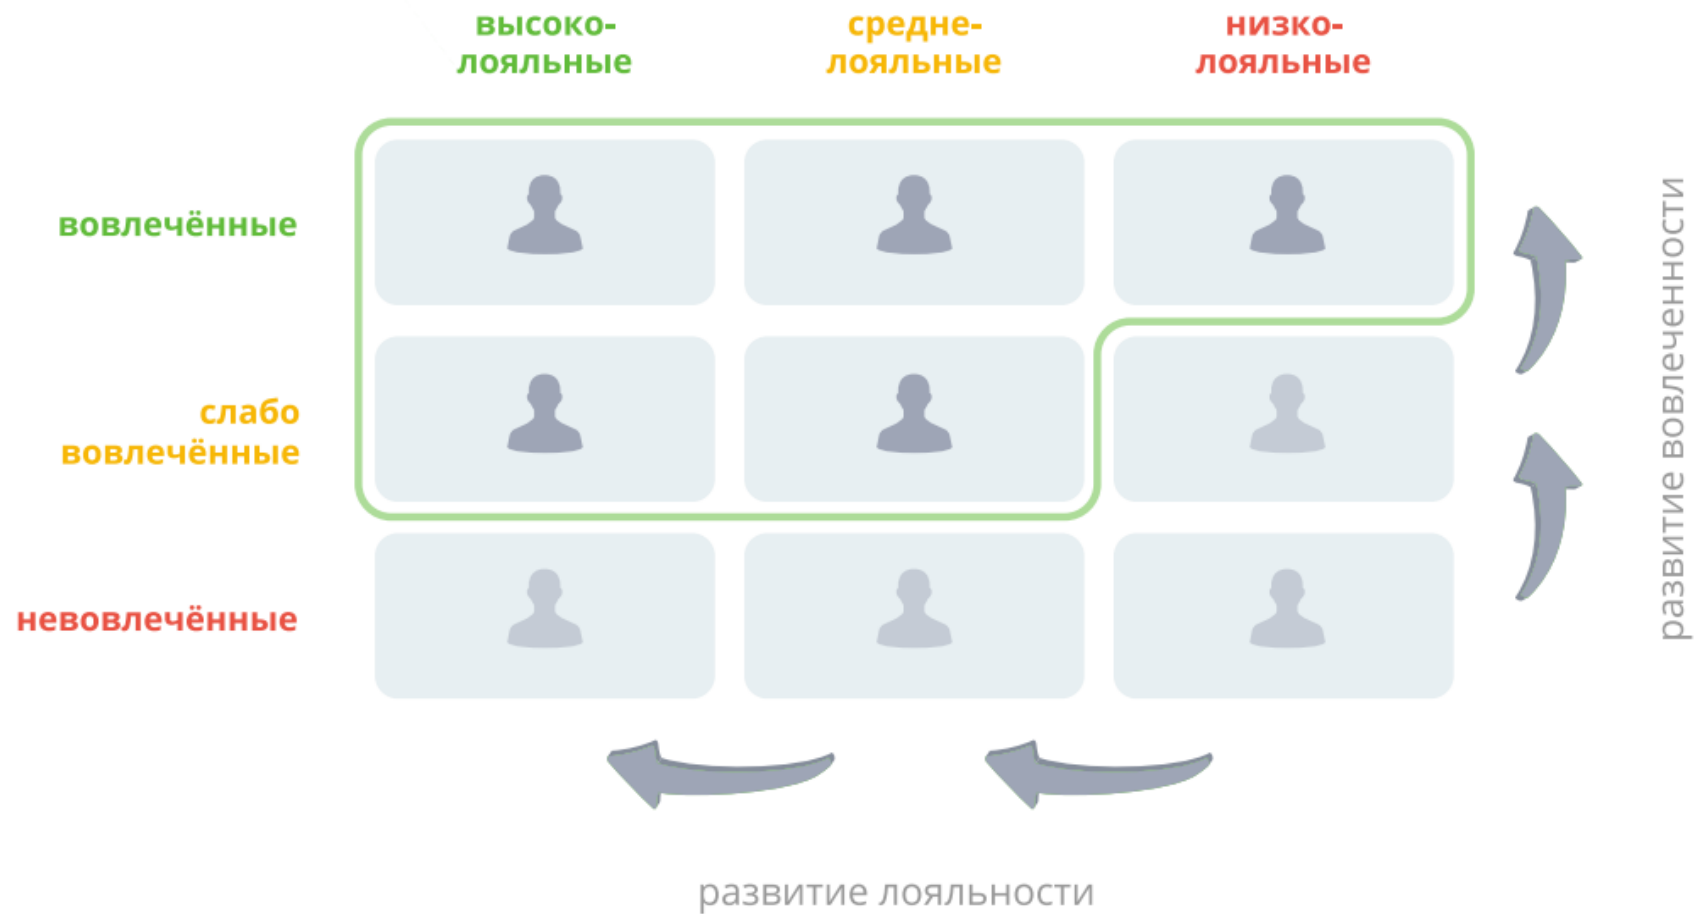 высоко-
лояльные
средне-
лояльные
низко-
лояльные
вовлечённые
слабо
вовлечённые
невовлечённые
развитие вовлеченности
развитие лояльности